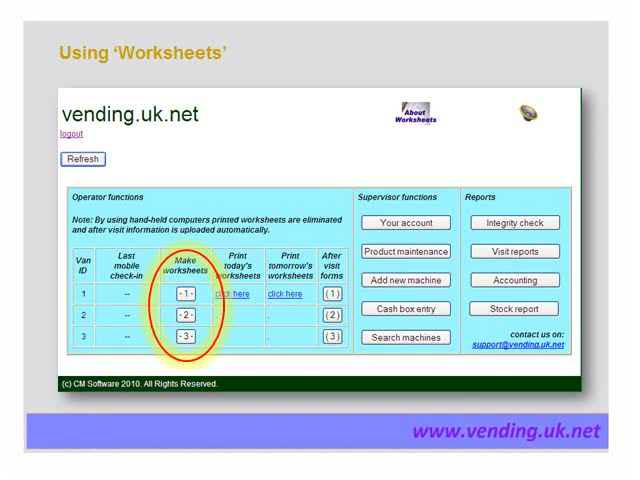 Using ‘Worksheets’
vending.uk.net
About
Worksheets
logout
Refresh
Operator functions
Note: By using hand-held computers printed worksheets are eliminated
and after visit information is uploaded automatically.
Van ID
Last mobile check-in
Make worksheets
Print today's worksheets
Print tomorrow's worksheets
After visit forms
1 -- - 1 - click here click here ( 1 )
2 -- - 2 - . ( 2 )
3 -- - 3 - . ( 3 )
Supervisor functions
Your account
Product maintenance
Add new machine
Cash box entry
Search machines
Reports
Integrity check
Visit reports
Accounting
Stock report
contact us on:
support@vending.uk.net
(c) CM Software 2010. All Rights Reserved.
www.vending.uk.net